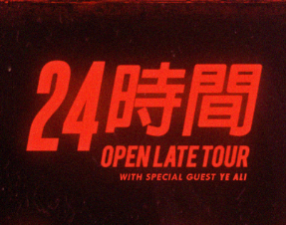 24時間
OPEN LATE TOUR
WITH SPECIAL GUEST YE ALI